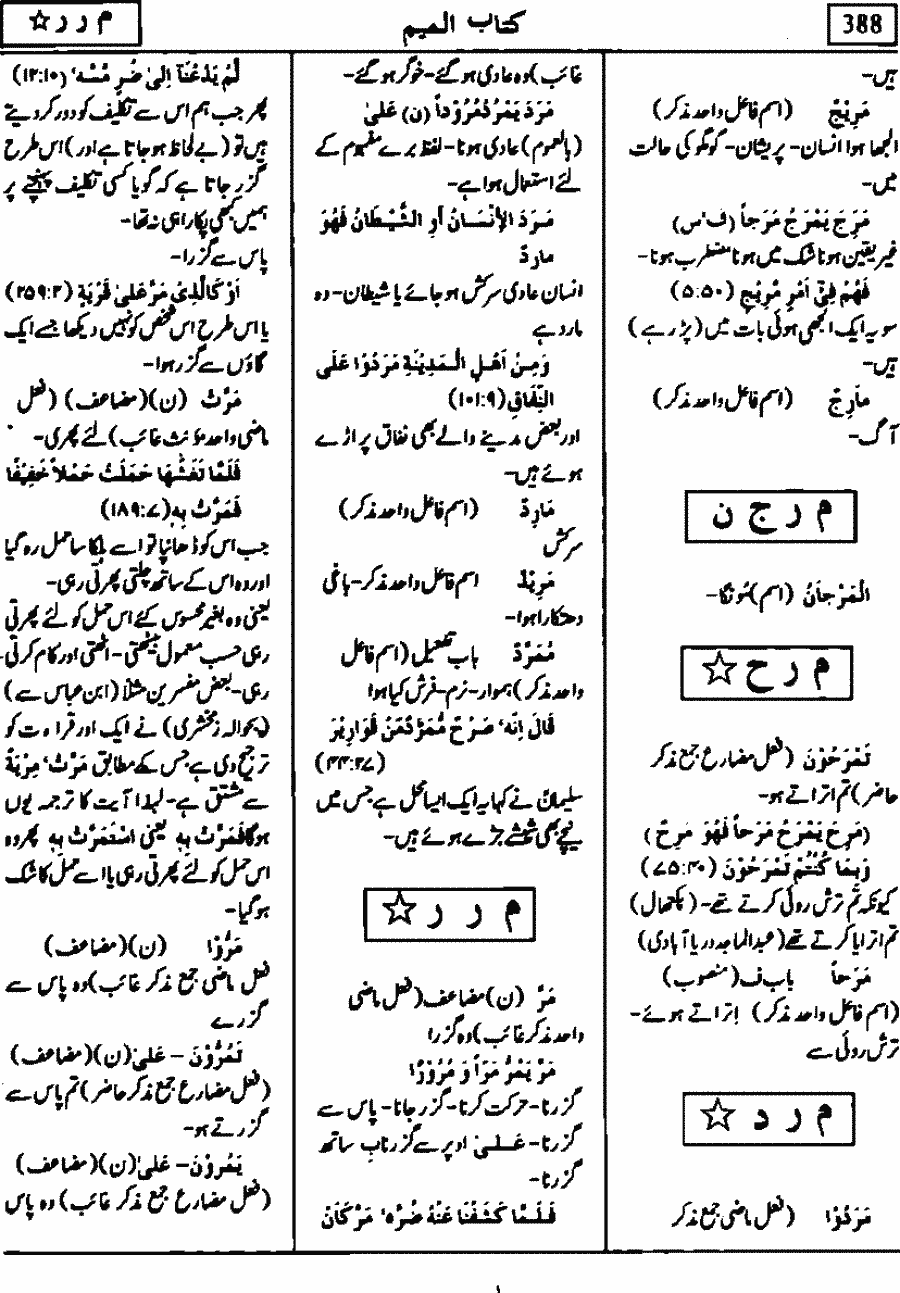 388
کتاب المیم
م ر ر ☆
ہیں-
مَرِیْجٌ (اسم فاعل واحد مذکر)
الجھا ہوا انسان- پریشان- گومگو کی حالت
میں-
مَرَجَ یَمْرَجُ مَرَجاً (ف'س)
غیر یقین ہونا شک میں ہونا مضطرب ہونا-
فَهُمْ فِیْٓ اَمْرٍ مَّرِیْجٍ (۵:۵۰)
سو یہ ایک الجھی ہوئی بات میں (پڑ رہے)
ہیں-
مَارِجٌ (اسم فاعل واحد مذکر)
آگ-
م ر ج ن
اَلْمَرْجَانُ (اسم) مُونگا-
م ر ح ☆
تَمْرَحُوْنَ (فعل مضارع جمع مذکر
حاضر) تم اتراتے ہو-
(مَرِحَ یَمْرَحُ مَرَحاً فَهُوَ مَرِحٌ)
وَبِمَا کُنْتُمْ تَمْرَحُوْنَ (۷۵:۴۰)
کیونکہ تم ترش روئی کرتے تھے- (پکتھال)
تم اترایا کرتے تھے (عبدالماجد دریا آبادی)
مَرَحاً باب ف (منصوب)
(اسم فاعل واحد مذکر) اِتراتے ہوئے-
ترش روئی سے
م ر د ☆
مَرَدُوْا (فعل ماضی جمع مذکر
غائب) وہ عادی ہو گئے- خوگر ہو گئے-
مَرَدَ یَمْرُدُ مُرُوْداً (ن) عَلیٰ
(بالعموم) عادی ہونا- لفظ برے مفہوم کے
لئے استعمال ہوا ہے-
مَرَدَ الاِنْسَانُ اَوِ الشَّیْطَانُ فَهُوَ
مارِدٌ
انسان عادی سرکش ہو جائے یا شیطان- وہ
مارد ہے
وَمِنْ اَهْلِ الْمَدِیْنَةِ مَرَدُوْا عَلَی
النِّفَاقِ (۱۰۱:۹)
اور بعض مدینے والے بھی نفاق پر اڑے
ہوئے ہیں-
مَارِدٌ (اسم فاعل واحد مذکر)
سرکش
مَرِیْدٌ اسم فاعل واحد مذکر- باغی
دھتکارا ہوا-
مُمَرَّدٌ باب تفعیل (اسم فاعل
واحد مذکر) ہموار- نرم- فرش کیا ہوا
قَالَ اِنَّهٗ صَرْحٌ مُّمَرَّدٌ مِّنْ قَوَارِیْرَ
(۴۴:۲۷)
سلیمانؑ نے کہا یہ ایک ایسا محل ہے جس میں
نیچے بھی شیشے جڑے ہوئے ہیں-
م ر ر ☆
مَرَّ (ن) مضاعف (فعل ماضی
واحد مذکر غائب) وہ گزرا
مَرَّ یَمُرُّ مَرّاً وَ مُرُوْرًا
گزرنا- حرکت کرنا- گزر جانا- پاس سے
گزرنا- عَلیٰ اوپر سے گزرنا بِ ساتھ
گزرنا-
فَلَمَّا کَشَفْنَا عَنْهُ ضُرَّهٗ مَرَّ کَاَنْ
لَّمْ یَدْعُنَآ اِلیٰ ضُرٍّ مَّسَّهٗ (۱۲:۱۰)
پھر جب ہم اس سے تکلیف کو دور کر دیتے
ہیں تو (بے لحاظ ہو جاتا ہے اور) اس طرح
گزر جاتا ہے کہ گویا کسی تکلیف پہنچنے پر
ہمیں کبھی پکارا ہی نہ تھا-
پاس سے گزرا-
اَوْ کَالَّذِیْ مَرَّ عَلیٰ قَرْیَةٍ (۲۵۹:۲)
یا اس طرح اس شخص کو نہیں دیکھا جسے ایک
گاؤں سے گزر ہوا-
مَرَّتْ (ن) (مضاعف) (فعل
ماضی واحد مؤنث غائب) لئے پھری-
فَلَمَّا تَغَشّٰهَا حَمَلَتْ حَمْلاً خَفِیْفًا
فَمَرَّتْ بِهٖ (۱۸۹:۷)
جب اس کو ڈھانپا تو اسے ہلکا سا حمل رہ گیا
اور وہ اس کے ساتھ چلتی پھرتی رہی-
یعنی وہ بغیر محسوس کئے اس حمل کو لئے پھرتی
رہی حسب معمول بیٹھتی- اٹھتی اور کام کرتی-
رہی- بعض مفسرین مثلاً (ابن عباس سے)
(بحوالہ زمخشری) نے ایک اور قراءت کو
ترجیح دی ہے جس کے مطابق مَرَتْ' مِرْیَةٌ
سے مشتق ہے- لہٰذا آیت کا ترجمہ یوں
ہوگا فَمَرَّتْ بِهٖ یعنی اسْتَمَرَّتْ بِهٖ پھر وہ
اس حمل کو لئے پھرتی رہی یا اسے حمل کا شک
ہو گیا-
مَرُّوْا (ن) (مضاعف)
فعل ماضی جمع مذکر غائب) وہ پاس سے
گزرے
تَمُرُّوْنَ - عَلیٰ (ن) (مضاعف)
(فعل مضارع جمع مذکر حاضر) تم پاس سے
گزرتے ہو-
یَمُرُّوْنَ- عَلیٰ (ن) (مضاعف)
(فعل مضارع جمع مذکر غائب) وہ پاس